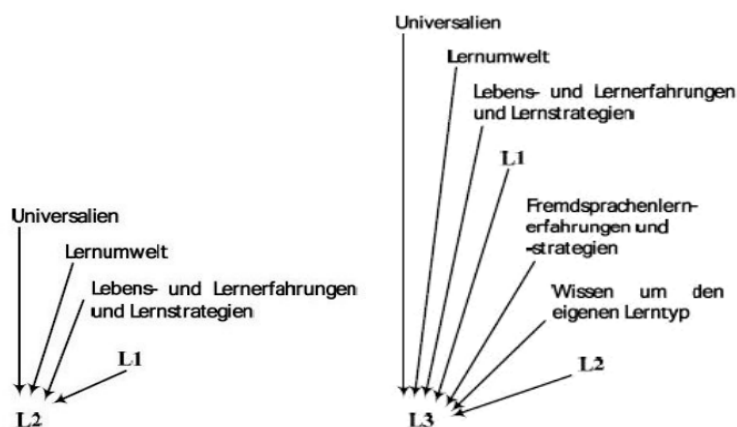 Universalien
Lernumwelt
Lebens- und Lernerfahrungen
und Lernstrategien
L1
L2
Universalien
Lernumwelt
Lebens- und Lernerfahrungen
und Lernstrategien
L1
Fremdsprachenlern-
erfahrungen und
-strategien
Wissen um den
eigenen Lerntyp
L2
L3